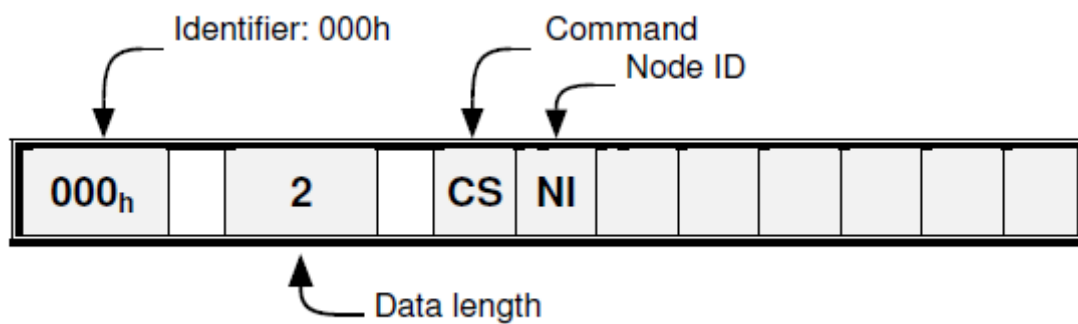 Identifier: 000h
Command
Node ID
000h
2
CS
NI
Data length